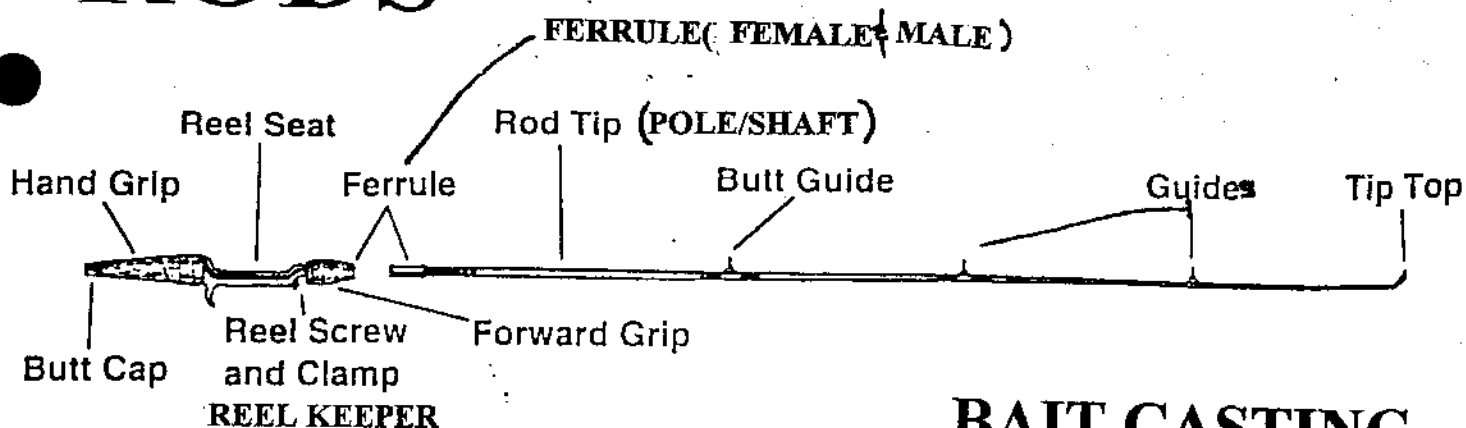 RODS
FERRULE( FEMALE & MALE )
Reel Seat
Rod Tip (POLE/SHAFT)
Hand Grip
Ferrule
Butt Guide
Guides
Tip Top
Butt Cap
Reel Screw
and Clamp
REEL KEEPER
Forward Grip
BAIT CASTING